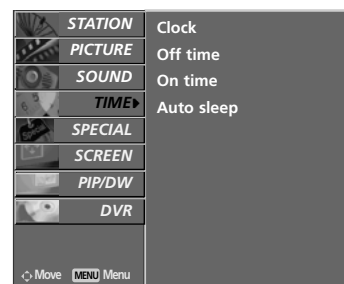 STATION
PICTURE
SOUND
TIME
SPECIAL
SCREEN
PIP/DW
DVR
Move MENU Menu
Clock
Off time
On time
Auto sleep